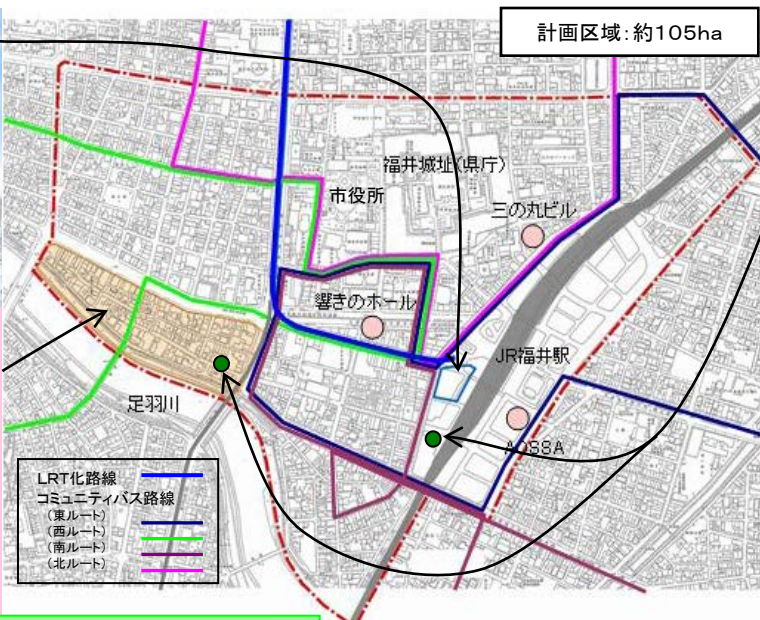 計画区域：約105ha
福井城址(県庁)
市役所
三の丸ビル
響きのホール
JR福井駅
足羽川
AOSSA
LRT化路線
コミュニティバス路線
(東ルート)
(西ルート)
(南ルート)
(北ルート)